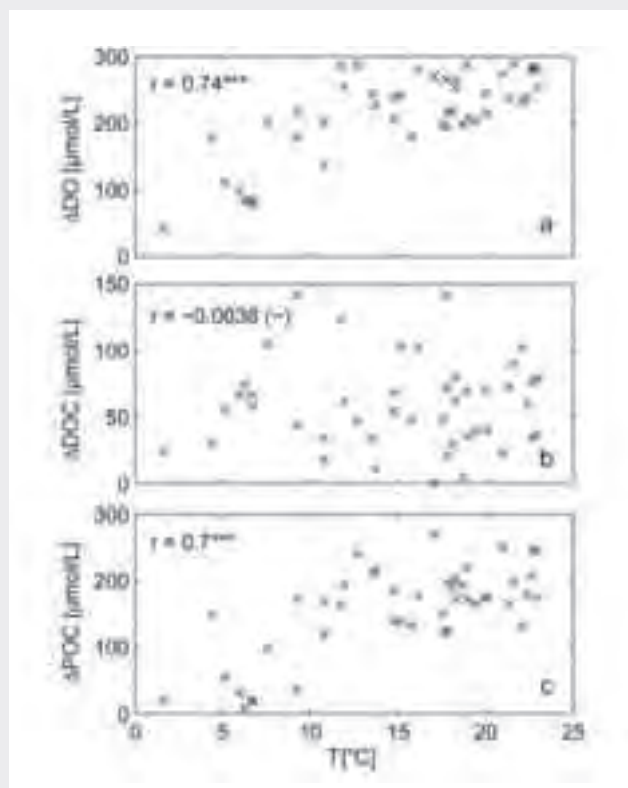 300
r = 0.74***
200
ΔDO [µmol/L]
100
a
0
150
r = −0.0038 (−)
100
ΔDOC [µmol/L]
50
b
0
300
r = 0.7***
200
ΔPOC [µmol/L]
100
c
0
0 5 10 15 20 25
T[°C]